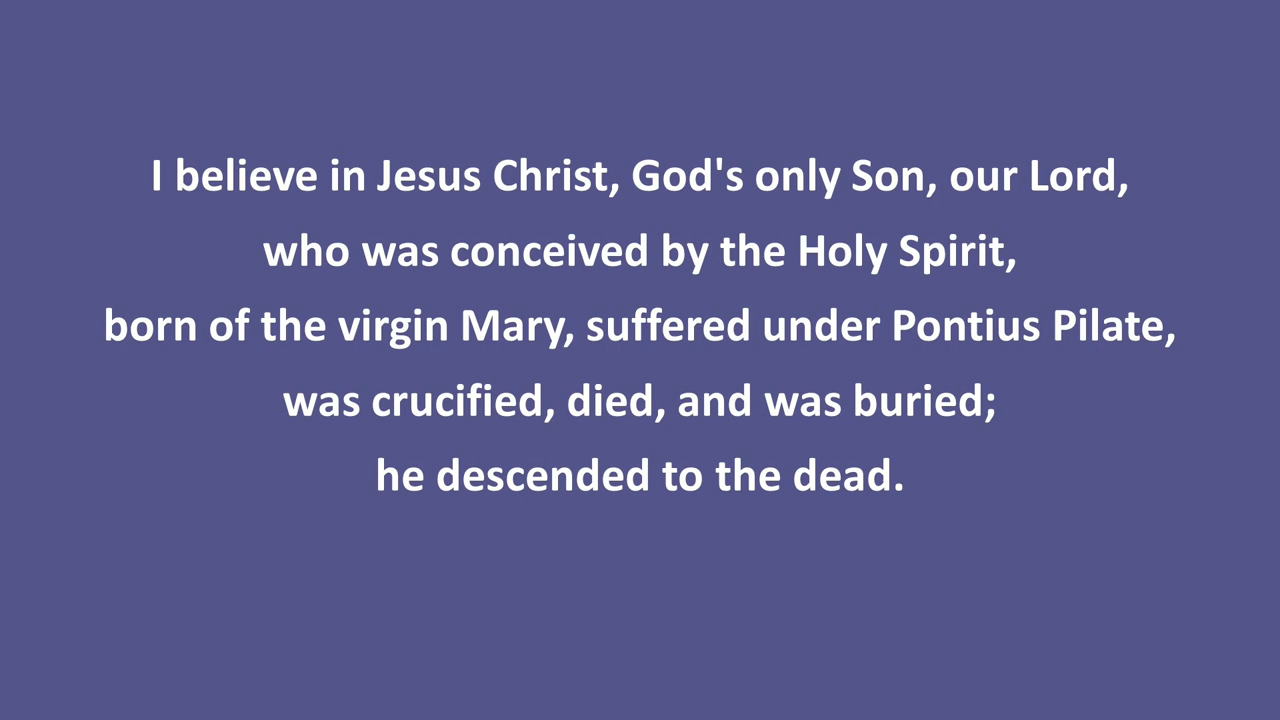 I believe in Jesus Christ, God's only Son, our Lord,
who was conceived by the Holy Spirit,
born of the virgin Mary, suffered under Pontius Pilate,
was crucified, died, and was buried;
he descended to the dead.